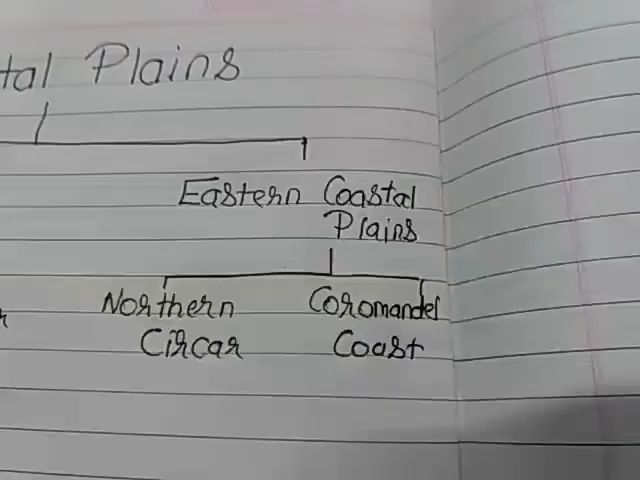 tal Plains
Eastern Coastal
Plains
Northern Coromandel
Circar Coast